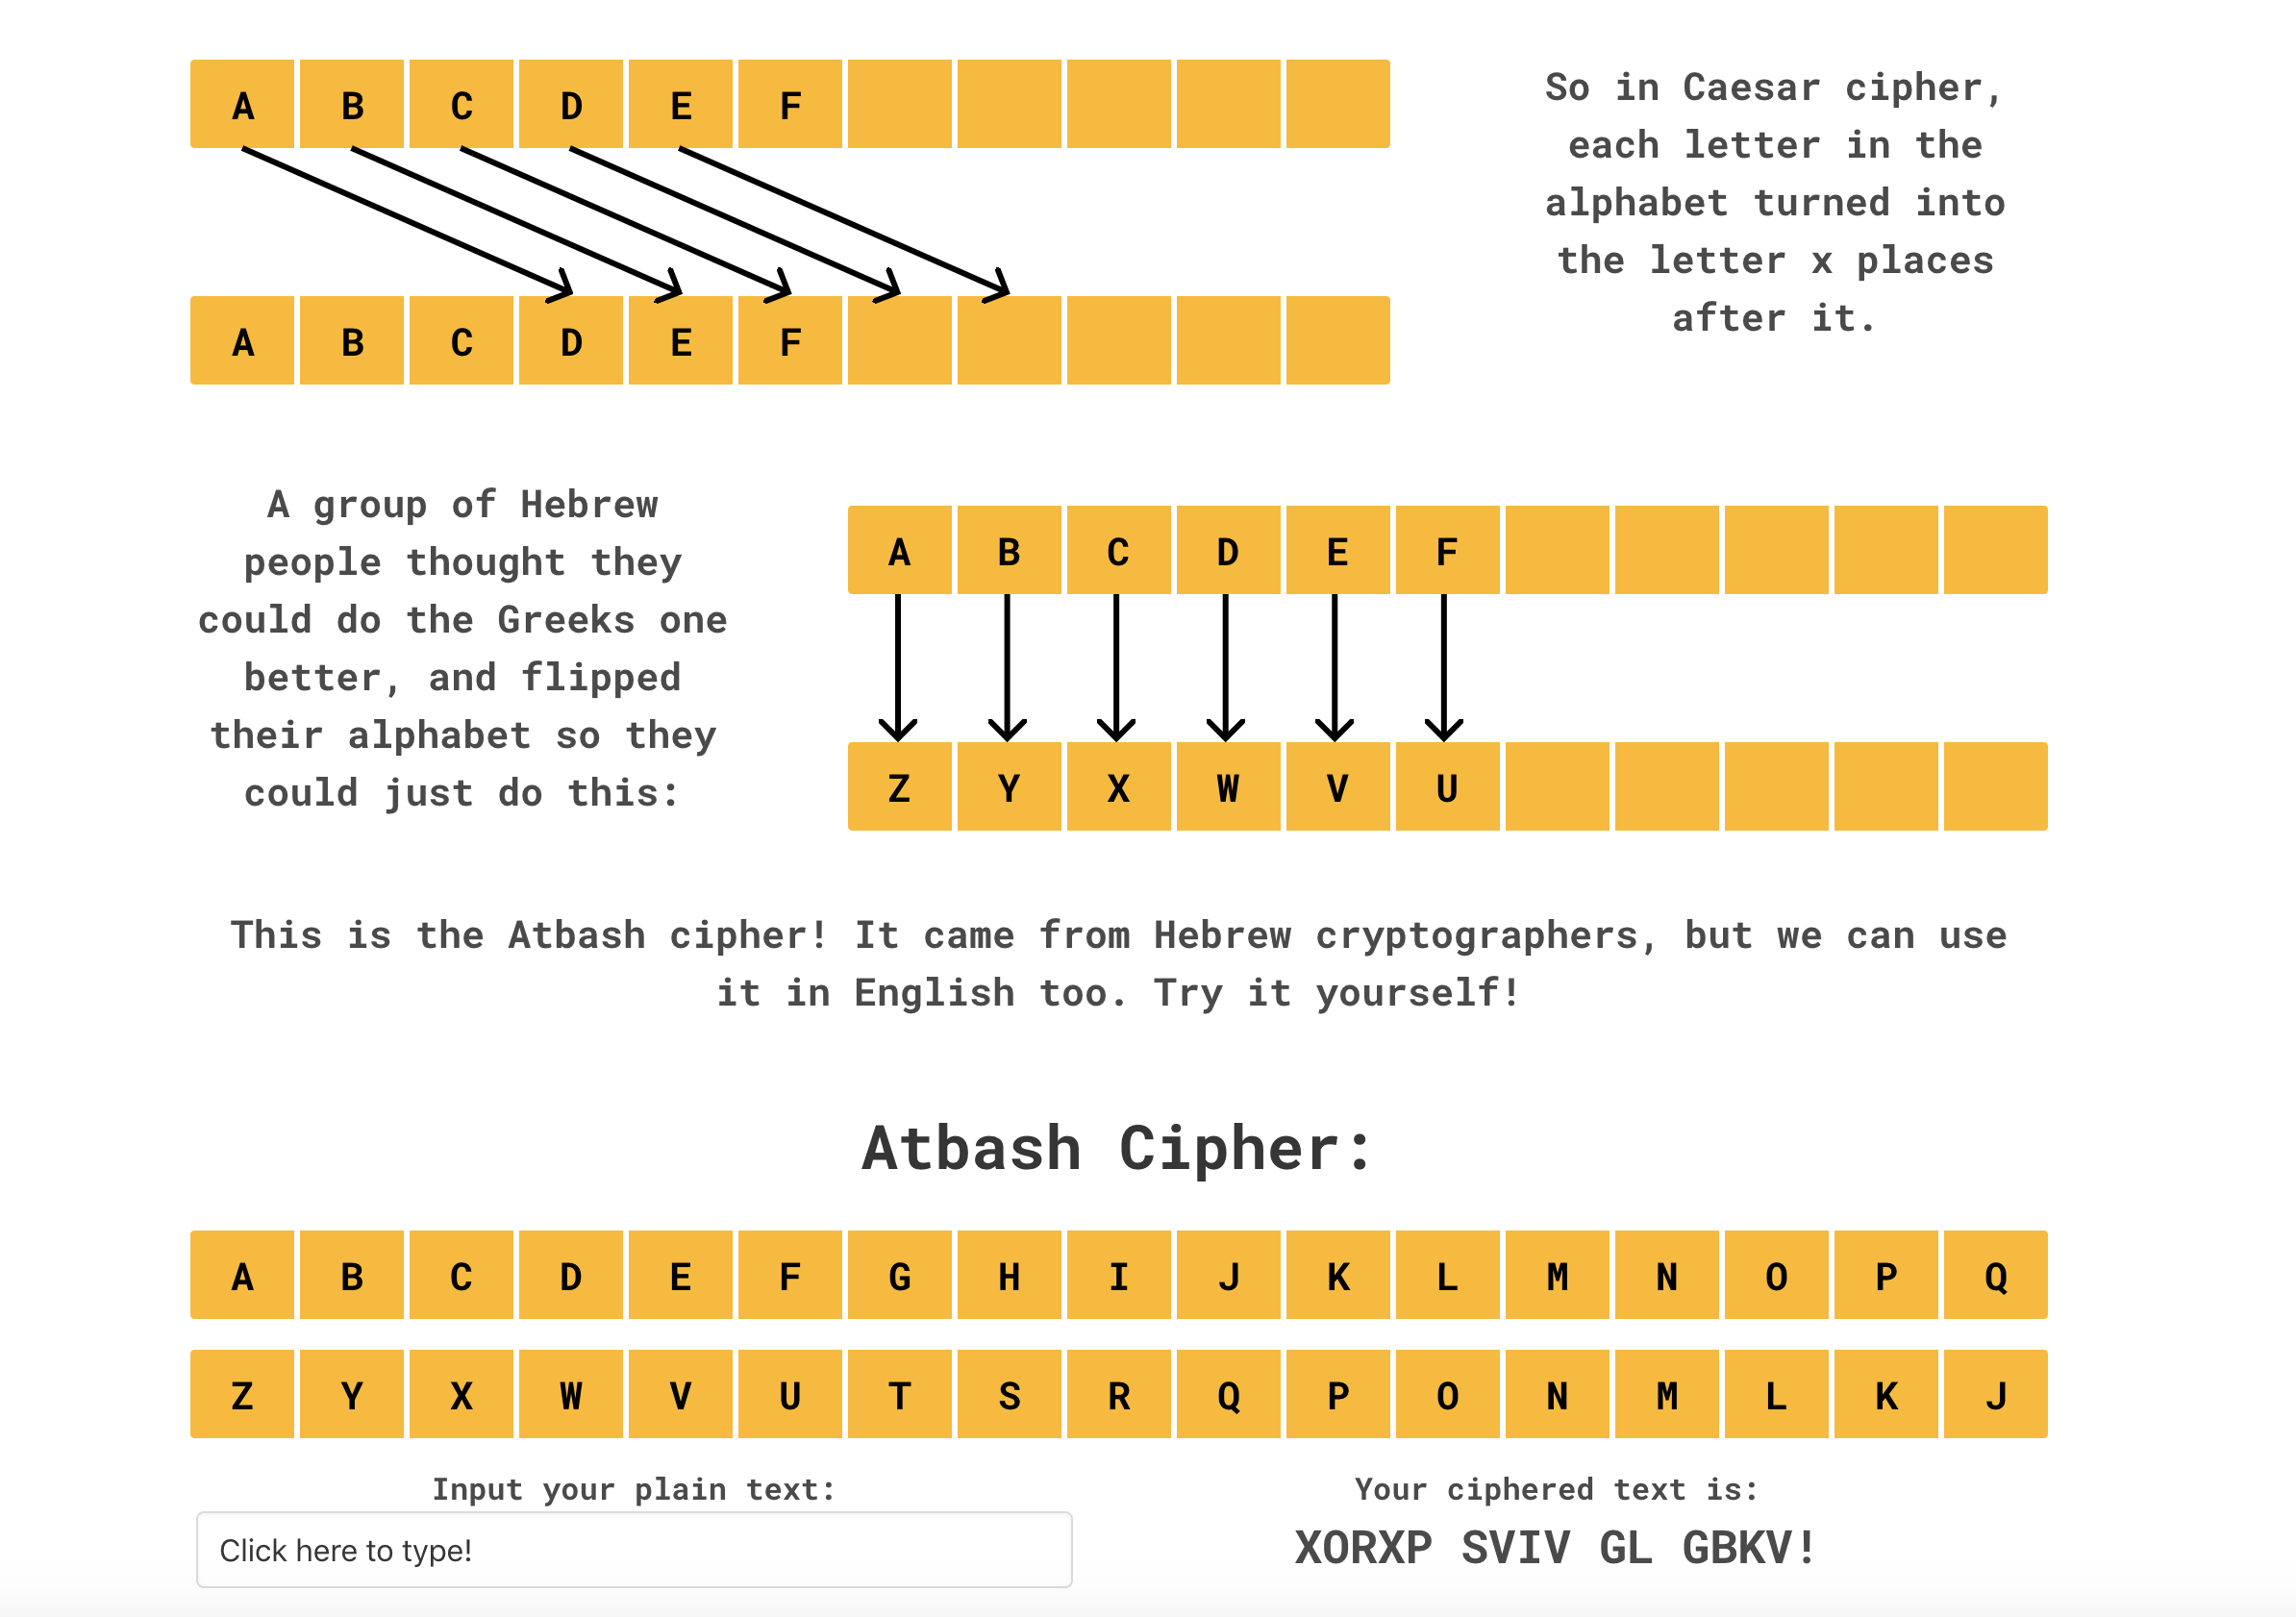 A B C D E F
So in Caesar cipher,
each letter in the
alphabet turned into
the letter x places
after it.
A B C D E F
A group of Hebrew
people thought they
could do the Greeks one
better, and flipped
their alphabet so they
could just do this:
A B C D E F
Z Y X W V U
This is the Atbash cipher! It came from Hebrew cryptographers, but we can use
it in English too. Try it yourself!
Atbash Cipher:
A B C D E F G H I J K L M N O P Q
Z Y X W V U T S R Q P O N M L K J
Input your plain text:
Click here to type!
Your ciphered text is:
XORXP SVIV GL GBKV!